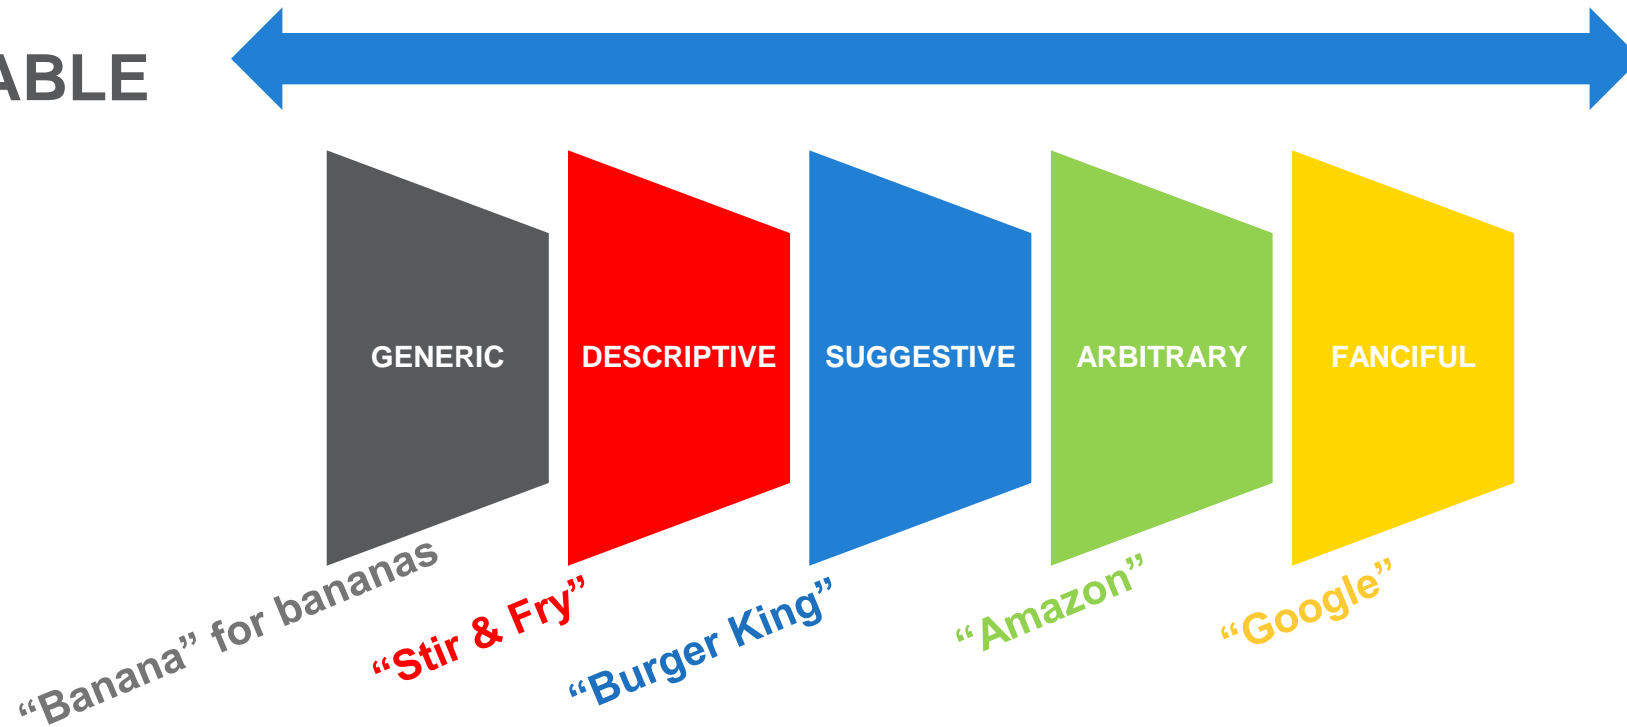 ABLE
GENERIC
DESCRIPTIVE
SUGGESTIVE
ARBITRARY
FANCIFUL
“Banana” for bananas
“Stir & Fry”
“Burger King”
“Amazon”
“Google”